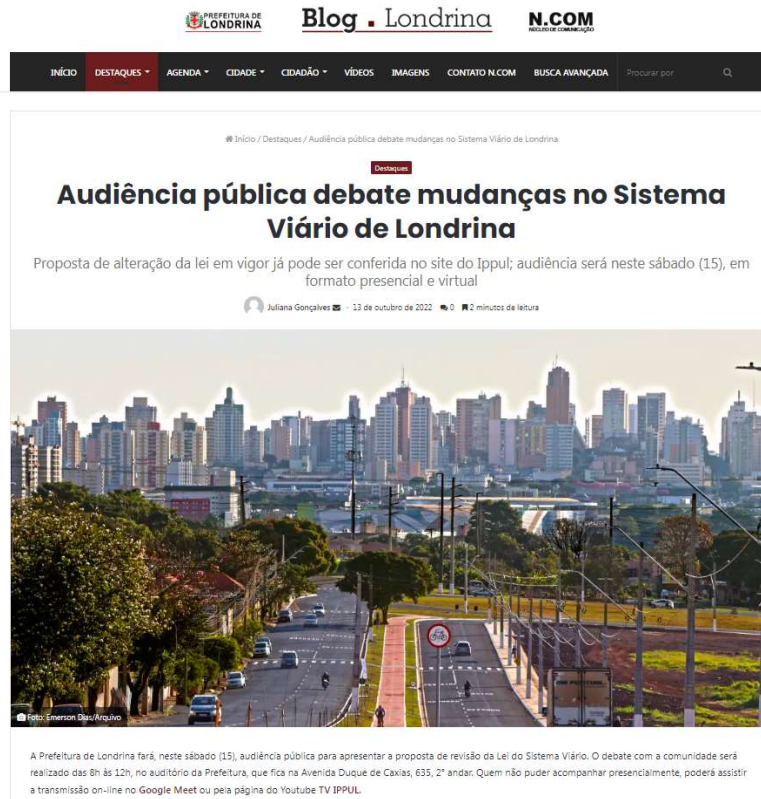 PREFEITURA DE
LONDRINA
Blog . Londrina
N.COM
NÚCLEO DE COMUNICAÇÃO
INÍCIO DESTAQUES AGENDA CIDADE CIDADÃO VÍDEOS IMAGENS CONTATO N.COM BUSCA AVANÇADA Procurar por
Início / Destaques / Audiência pública debate mudanças no Sistema Viário de Londrina
Destaques
Audiência pública debate mudanças no Sistema
Viário de Londrina
Proposta de alteração da lei em vigor já pode ser conferida no site do Ippul; audiência será neste sábado (15), em
formato presencial e virtual
Juliana Gonçalves · 13 de outubro de 2022 0 2 minutos de leitura
Foto: Emerson Dias/Arquivo
A Prefeitura de Londrina fará, neste sábado (15), audiência pública para apresentar a proposta de revisão da Lei do Sistema Viário. O debate com a comunidade será
realizado das 8h às 12h, no auditório da Prefeitura, que fica na Avenida Duque de Caxias, 635, 2° andar. Quem não puder acompanhar presencialmente, poderá assistir
a transmissão on-line no Google Meet ou pela página do Youtube TV IPPUL.